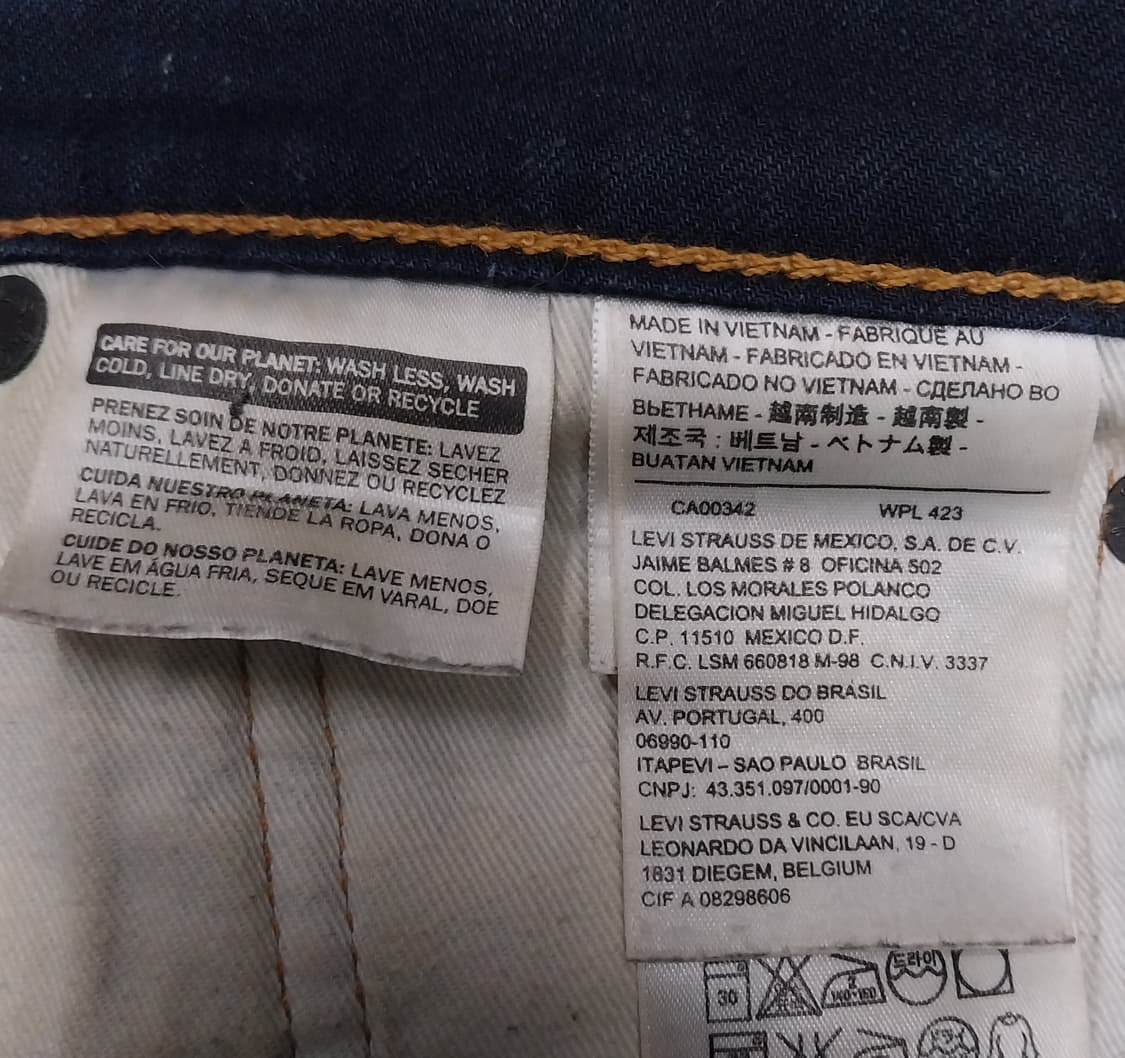 CARE FOR OUR PLANET: WASH LESS, WASH
COLD, LINE DRY, DONATE OR RECYCLE
PRENEZ SOIN DE NOTRE PLANETE: LAVEZ
MOINS, LAVEZ A FROID, LAISSEZ SECHER
NATURELLEMENT, DONNEZ OU RECYCLEZ
CUIDA NUESTRO PLANETA: LAVA MENOS,
LAVA EN FRIO, TIENDE LA ROPA, DONA O
RECICLA.
CUIDE DO NOSSO PLANETA: LAVE MENOS,
LAVE EM ÁGUA FRIA, SEQUE EM VARAL, DOE
OU RECICLE.
MADE IN VIETNAM - FABRIQUÉ AU
VIETNAM - FABRICADO EN VIETNAM -
FABRICADO NO VIETNAM - СДЕЛАНО ВО
ВЬЕТНАМЕ - 越南制造 - 越南製 -
제조국 : 베트남 - ベトナム製 -
BUATAN VIETNAM
CA00342 WPL 423
LEVI STRAUSS DE MEXICO, S.A. DE C.V.
JAIME BALMES # 8 OFICINA 502
COL. LOS MORALES POLANCO
DELEGACION MIGUEL HIDALGO
C.P. 11510 MEXICO D.F.
R.F.C. LSM 660818 M-98 C.N.I.V. 3337
LEVI STRAUSS DO BRASIL
AV. PORTUGAL, 400
06990-110
ITAPEVI – SAO PAULO BRASIL
CNPJ: 43.351.097/0001-90
LEVI STRAUSS & CO. EU SCA/CVA
LEONARDO DA VINCILAAN, 19 - D
1831 DIEGEM, BELGIUM
CIF A 08298606
30 드라이